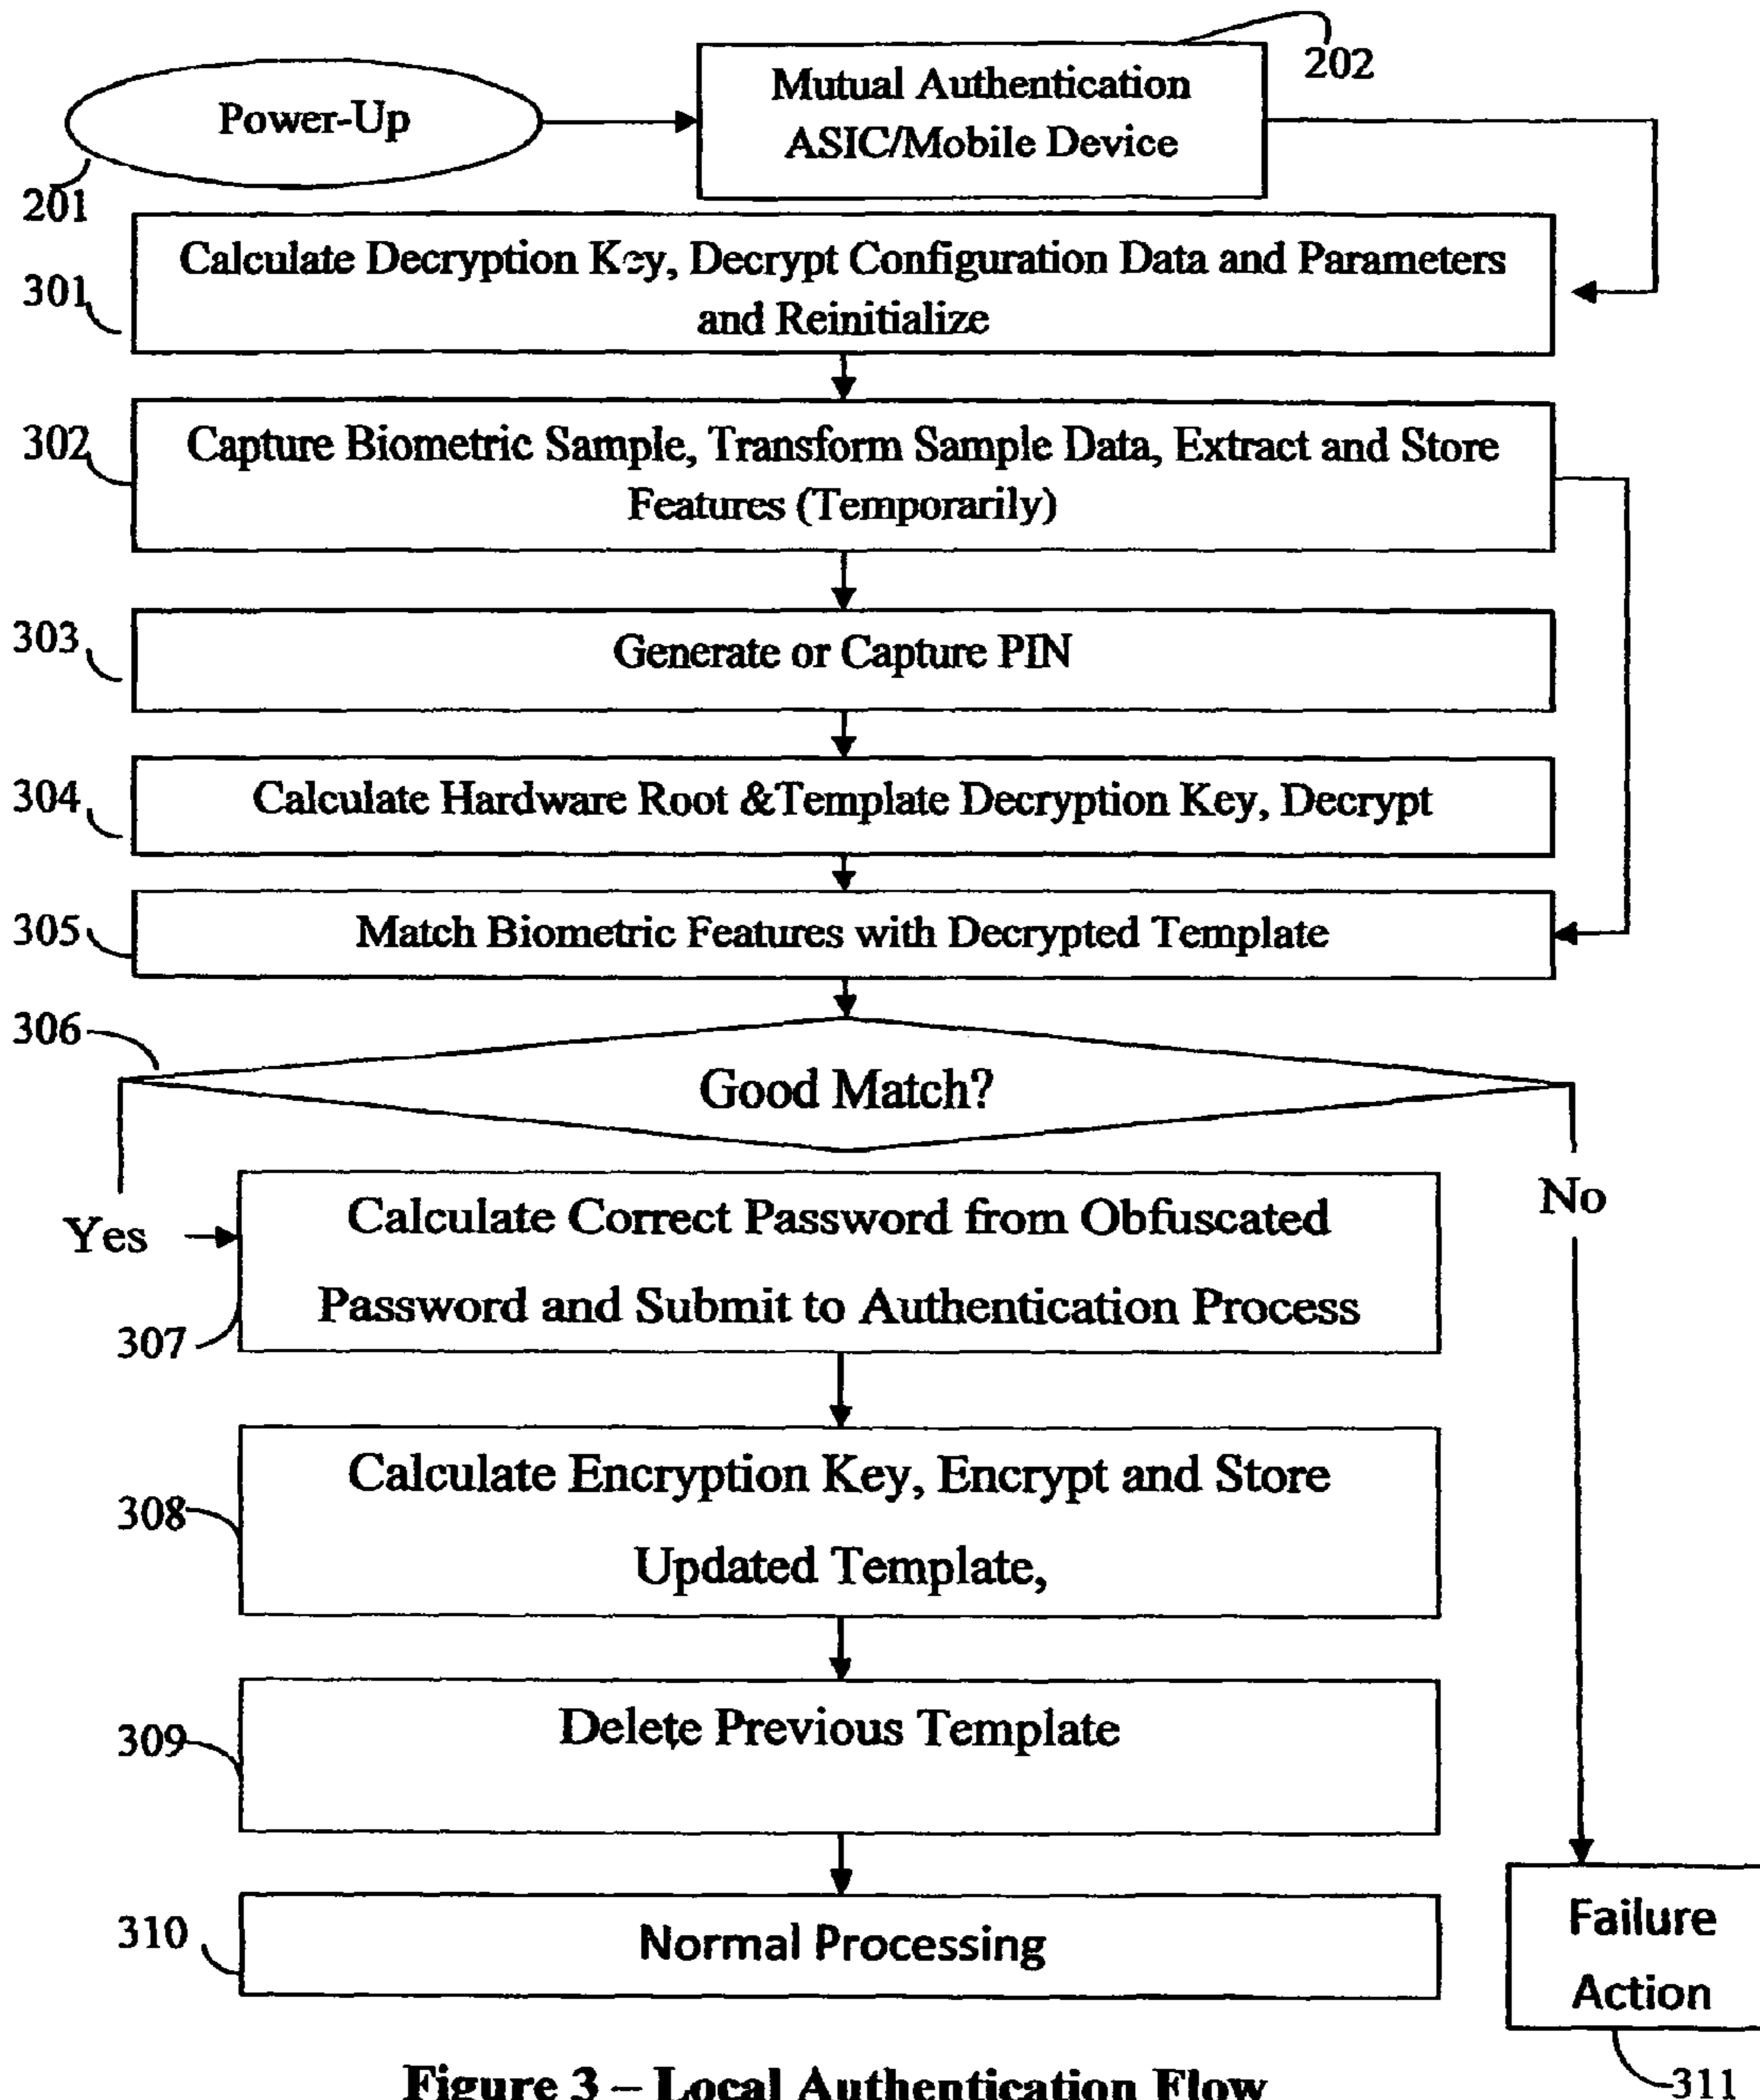 202
Power-Up
Mutual Authentication
ASIC/Mobile Device
201
301
Calculate Decryption Key, Decrypt Configuration Data and Parameters
and Reinitialize
302
Capture Biometric Sample, Transform Sample Data, Extract and Store
Features (Temporarily)
303
Generate or Capture PIN
304
Calculate Hardware Root &Template Decryption Key, Decrypt
305
Match Biometric Features with Decrypted Template
306
Good Match?
Yes
No
Calculate Correct Password from Obfuscated
Password and Submit to Authentication Process
307
Calculate Encryption Key, Encrypt and Store
Updated Template,
308
Delete Previous Template
309
310
Normal Processing
Failure
Action
311
Figure 3 – Local Authentication Flow